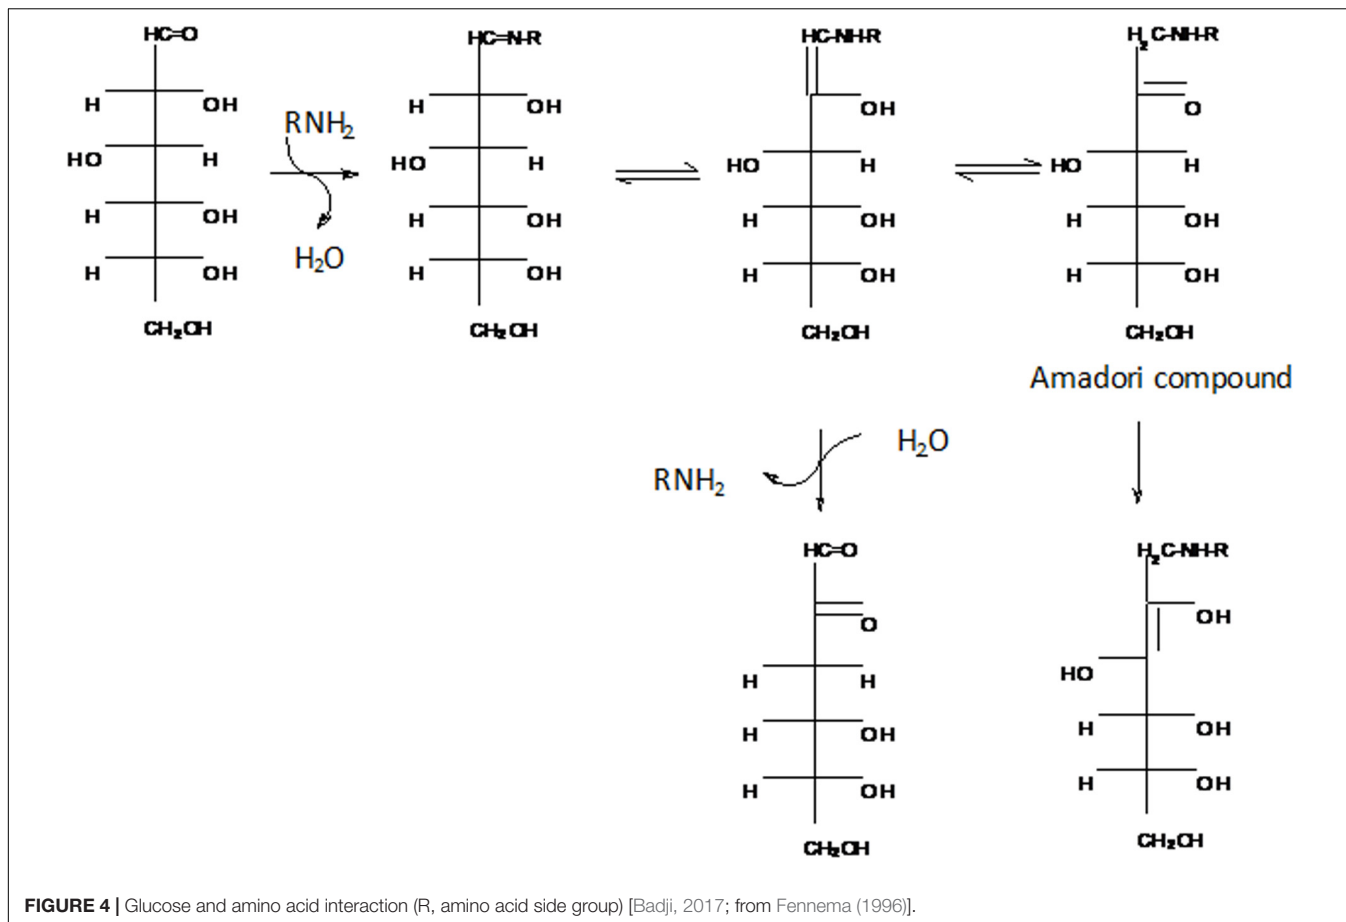 HC=O HC=N-R HC-NH-R H₂C-NH-R
H OH H OH OH O
RNH₂
HO H HO H HO H HO H
H OH H OH H OH H OH
H₂O
H OH H OH H OH H OH
CH₂OH CH₂OH CH₂OH CH₂OH
Amadori compound
H₂O
RNH₂
HC=O H₂C-NH-R
O OH
H H HO
H OH H OH
H OH H OH
CH₂OH CH₂OH
FIGURE 4 | Glucose and amino acid interaction (R, amino acid side group) [Badji, 2017; from Fennema (1996)].